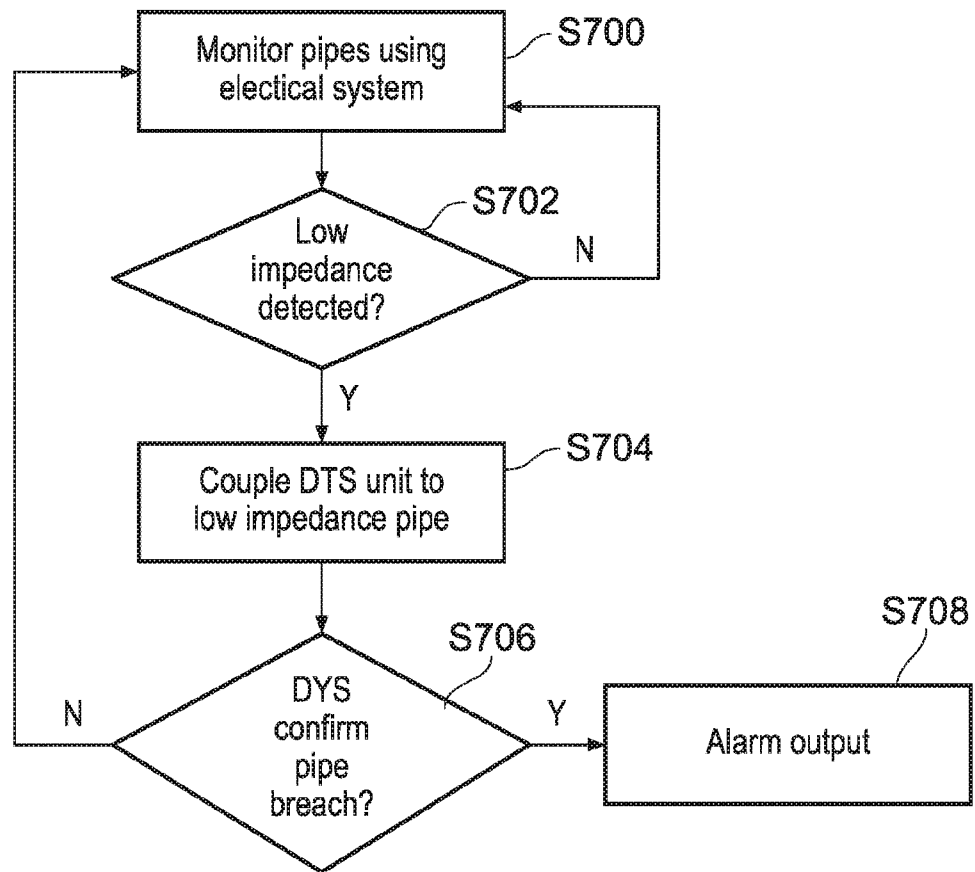 Monitor pipes using
electical system
S700
Low
impedance
detected?
S702
N
Y
Couple DTS unit to
low impedance pipe
S704
DYS
confirm
pipe
breach?
S706
N
Y
Alarm output
S708